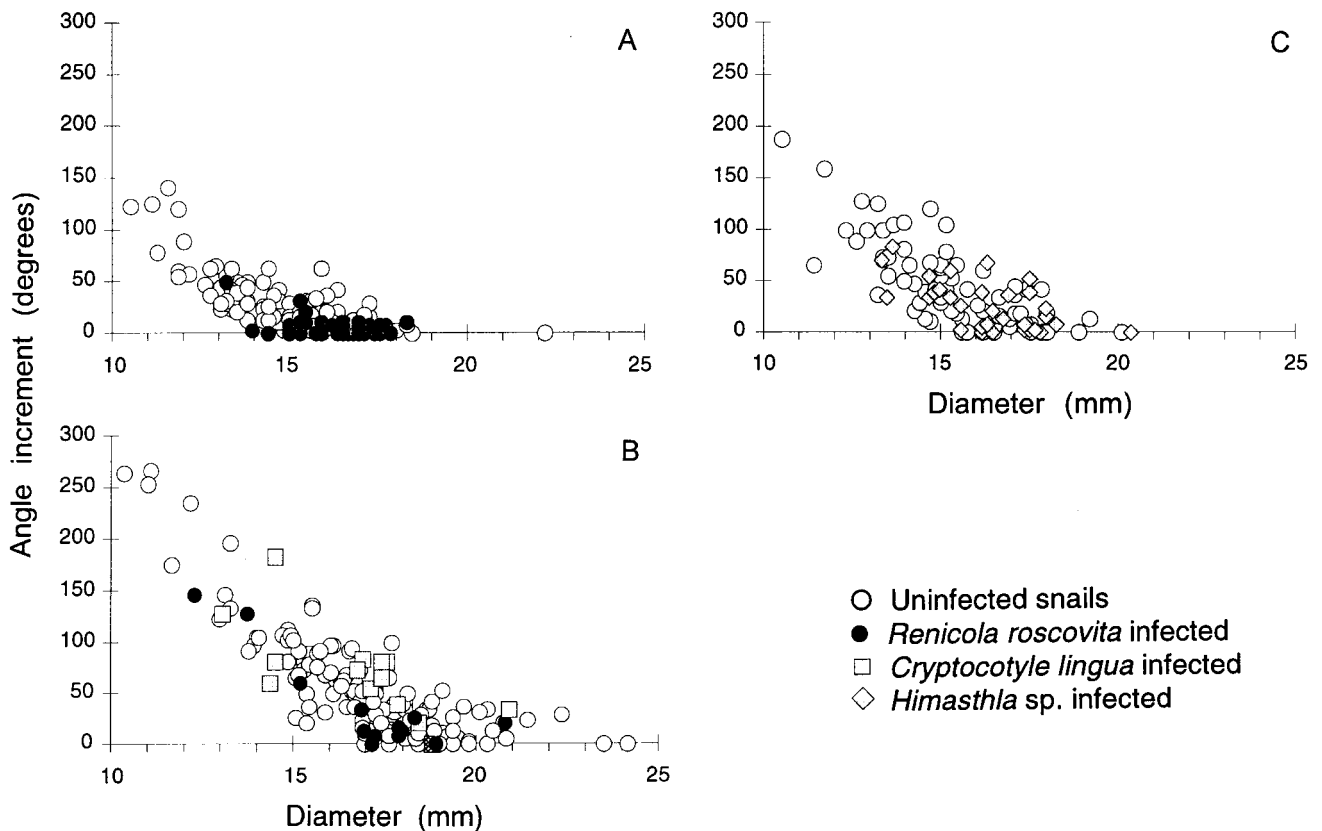 Angle increment (degrees)
300
250
200
150
100
50
0
10 15 20 25
A
300
250
200
150
100
50
0
10 15 20 25
Diameter (mm)
B
300
250
200
150
100
50
0
10 15 20 25
Diameter (mm)
C
Uninfected snails
Renicola roscovita infected
Cryptocotyle lingua infected
Himasthla sp. infected